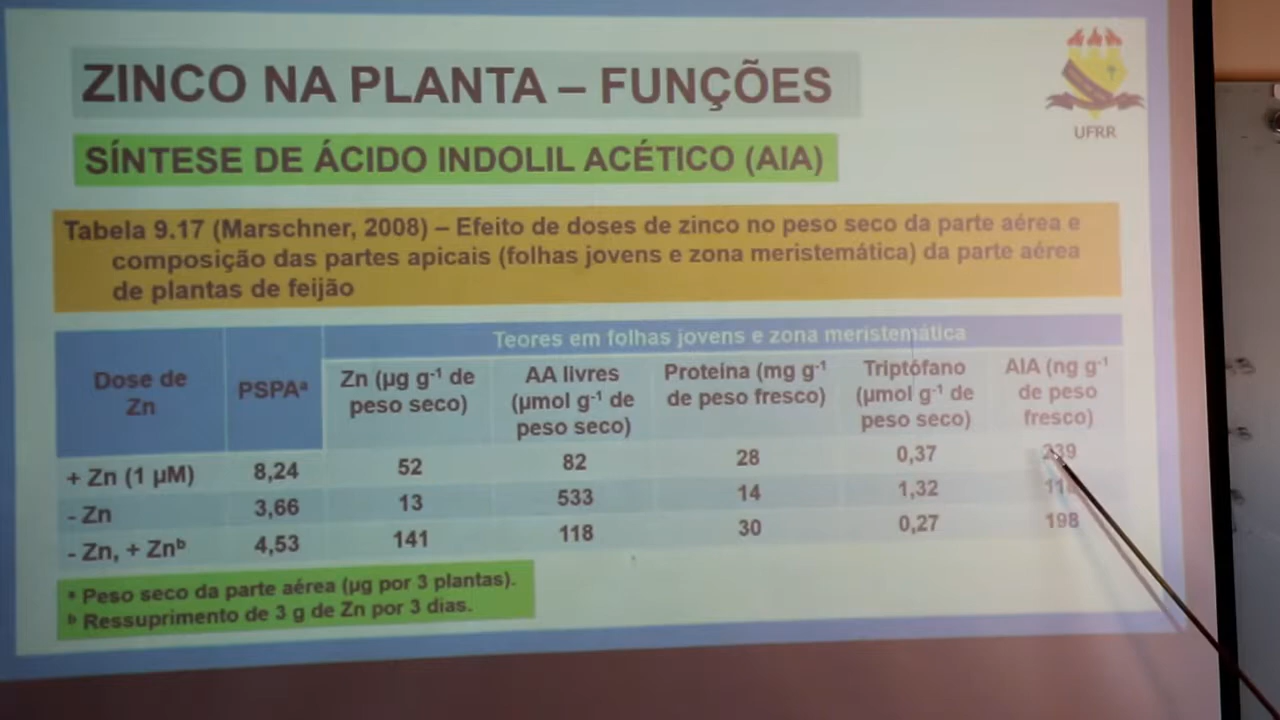 ZINCO NA PLANTA – FUNÇÕES
UFRR
SÍNTESE DE ÁCIDO INDOLIL ACÉTICO (AIA)
Tabela 9.17 (Marschner, 2008) – Efeito de doses de zinco no peso seco da parte aérea e
composição das partes apicais (folhas jovens e zona meristemática) da parte aérea
de plantas de feijão
Teores em folhas jovens e zona meristemática
Dose de
Zn
PSPAᵃ
Zn (µg g⁻¹ de
peso seco)
AA livres
(µmol g⁻¹ de
peso seco)
Proteina (mg g⁻¹
de peso fresco)
Triptófano
(µmol g⁻¹ de
peso seco)
AIA (ng g⁻¹
de peso
fresco)
+ Zn (1 µM) 8,24 52 82 28 0,37 239
- Zn 3,66 13 533 14 1,32
- Zn, + Znᵇ 4,53 141 118 30 0,27 198
ᵃ Peso seco da parte aérea (µg por 3 plantas).
ᵇ Ressuprimento de 3 g de Zn por 3 dias.